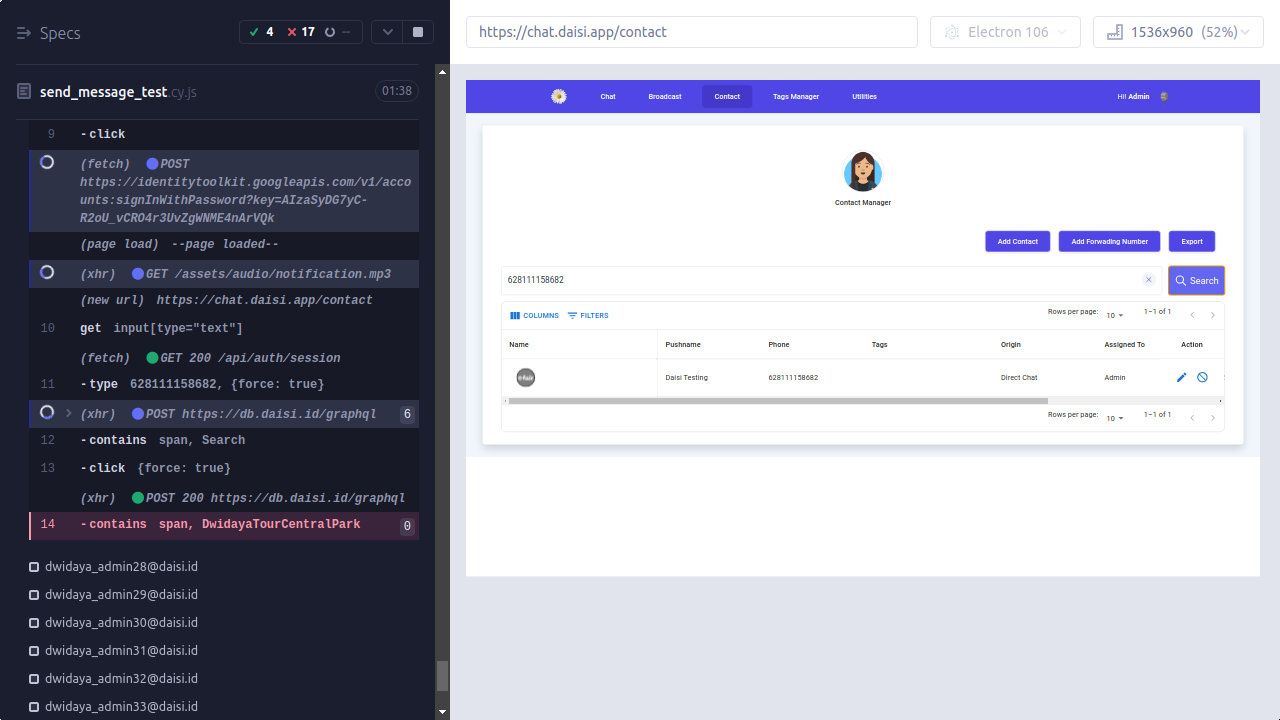 Specs
4
17
--
send_message_test.cy.js
01:38
9 -click
(fetch) POST
https://identitytoolkit.googleapis.com/v1/acco
unts:signInWithPassword?key=AIzaSyDG7yC-
R2oU_vCRO4r3UvZgWNME4nArVQk
(page load) --page loaded--
(xhr) GET /assets/audio/notification.mp3
(new url) https://chat.daisi.app/contact
10 get input[type="text"]
(fetch) GET 200 /api/auth/session
11 -type 628111158682, {force: true}
(xhr) POST https://db.daisi.id/graphql 6
12 -contains span, Search
13 -click {force: true}
(xhr) POST 200 https://db.daisi.id/graphql
14 -contains span, DwidayaTourCentralPark 0
dwidaya_admin28@daisi.id
dwidaya_admin29@daisi.id
dwidaya_admin30@daisi.id
dwidaya_admin31@daisi.id
dwidaya_admin32@daisi.id
dwidaya_admin33@daisi.id
https://chat.daisi.app/contact
Electron 106
1536x960 (52%)
Chat Broadcast Contact Tags Manager Utilities Hi! Admin
Contact Manager
Add Contact Add Forwading Number Export
628111158682 Search
COLUMNS FILTERS Rows per page: 10 1–1 of 1
Name Pushname Phone Tags Origin Assigned To Action
Daisi Testing 628111158682 Direct Chat Admin
Rows per page: 10 1–1 of 1